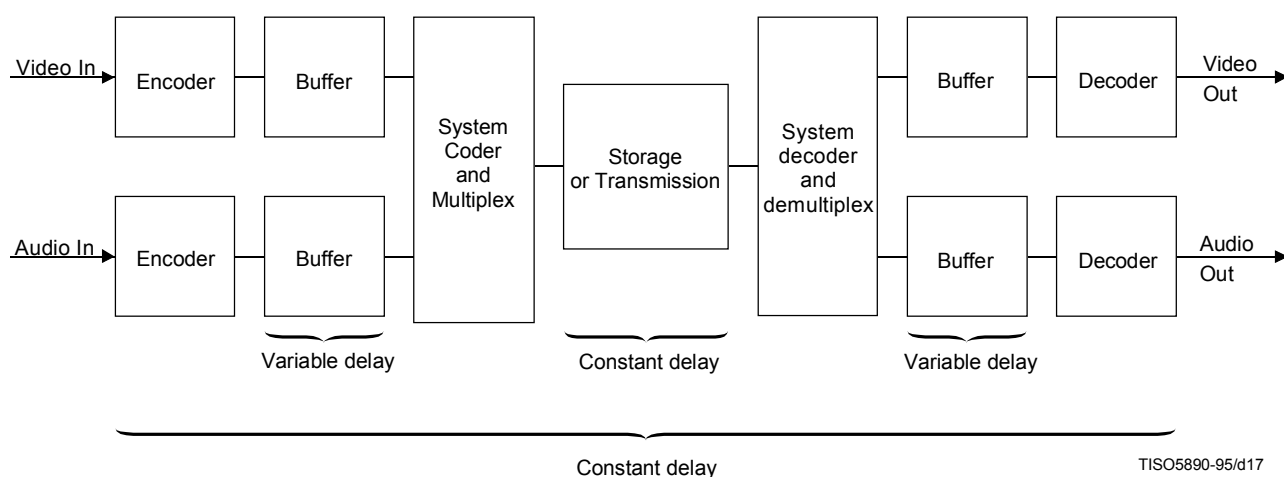 Video In
Encoder
Buffer
System
Coder
and
Multiplex
Storage
or Transmission
System
decoder
and
demultiplex
Buffer
Decoder
Video
Out
Audio In
Encoder
Buffer
Buffer
Decoder
Audio
Out
Variable delay
Constant delay
Variable delay
Constant delay
TISO5890-95/d17